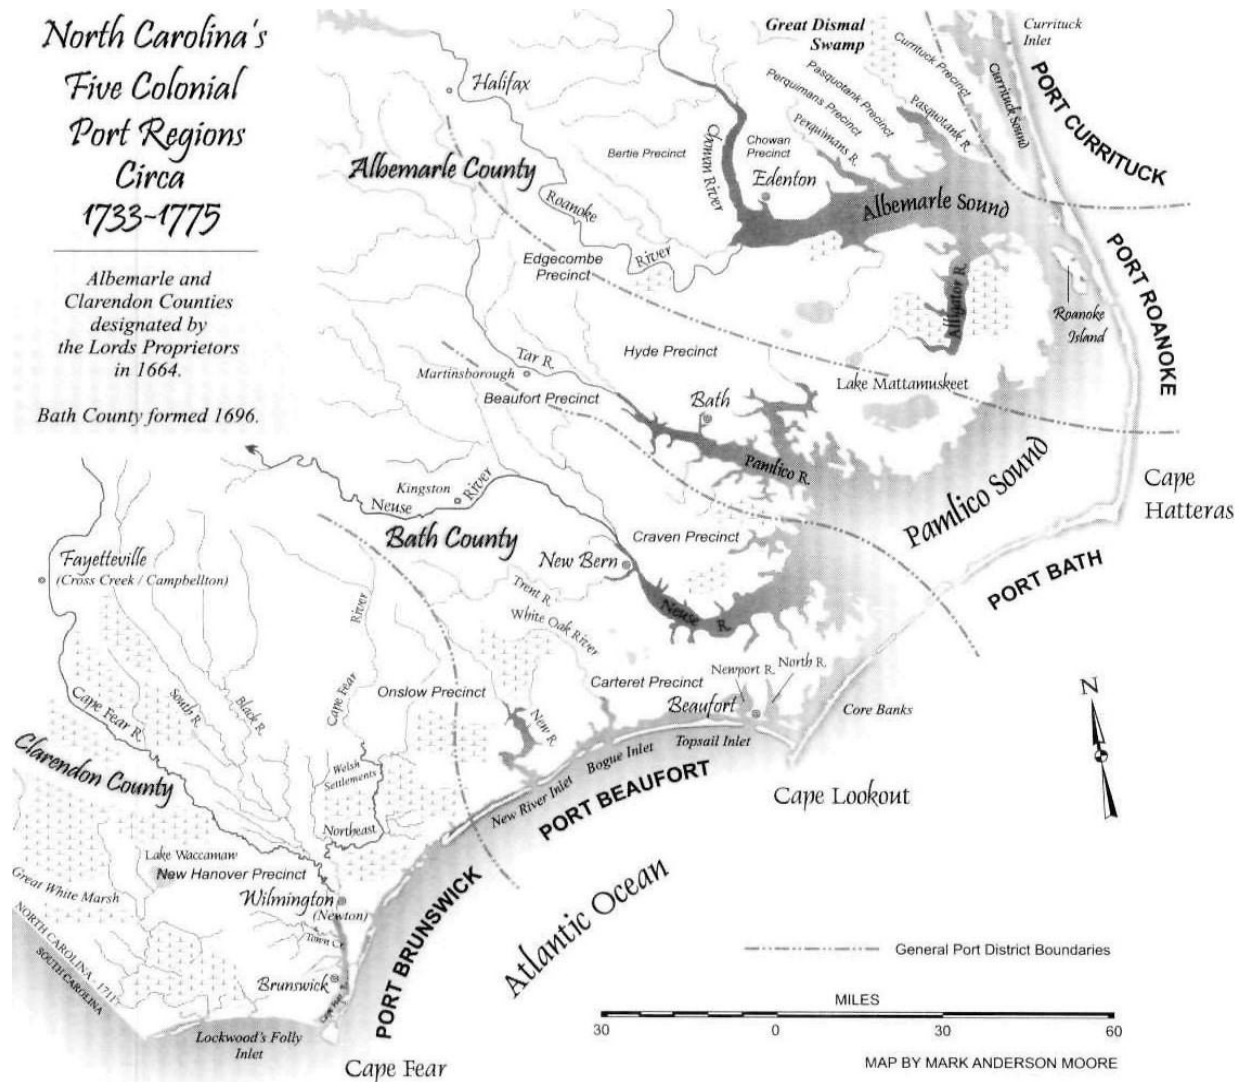 North Carolina's
Five Colonial
Port Regions
Circa
1733~1775
Albemarle and
Clarendon Counties
designated by
the Lords Proprietors
in 1664.
Bath County formed 1696.
Great Dismal
Swamp
Currituck
Inlet
Currituck Precinct
Currituck Sound
PORT CURRITUCK
Pasquotank Precinct
Perquimans Precinct
Pasquotank R.
Perquimans R.
Halifax
Chowan River
Chowan
Precinct
Bertie Precinct
Albemarle County
Edenton
Albemarle Sound
Roanoke
River
PORT ROANOKE
Edgecombe
Precinct
Alligator R.
Roanoke
Island
Hyde Precinct
Tar R.
Martinsborough
Beaufort Precinct
Lake Mattamuskeet
Bath
Pamlico R.
Pamlico Sound
Cape
Hatteras
Kingston
Neuse
River
Bath County
Craven Precinct
New Bern
PORT BATH
Fayetteville
(Cross Creek / Campbellton)
Trent R.
White Oak River
Neuse R.
Cape Fear
River
Onslow Precinct
Newport R.
North R.
Carteret Precinct
Beaufort
Core Banks
N
Cape Fear R.
South R.
Black R.
New R.
Topsail Inlet
Bogue Inlet
New River Inlet
PORT BEAUFORT
Cape Lookout
Clarendon County
Welsh
Settlements
Northeast
Lake Waccamaw
New Hanover Precinct
Great White Marsh
Wilmington
(Newton)
Town Cr.
PORT BRUNSWICK
Atlantic Ocean
NORTH CAROLINA
SOUTH CAROLINA
Brunswick
Lockwood's Folly
Inlet
Cape Fear
General Port District Boundaries
MILES
30 0 30 60
MAP BY MARK ANDERSON MOORE